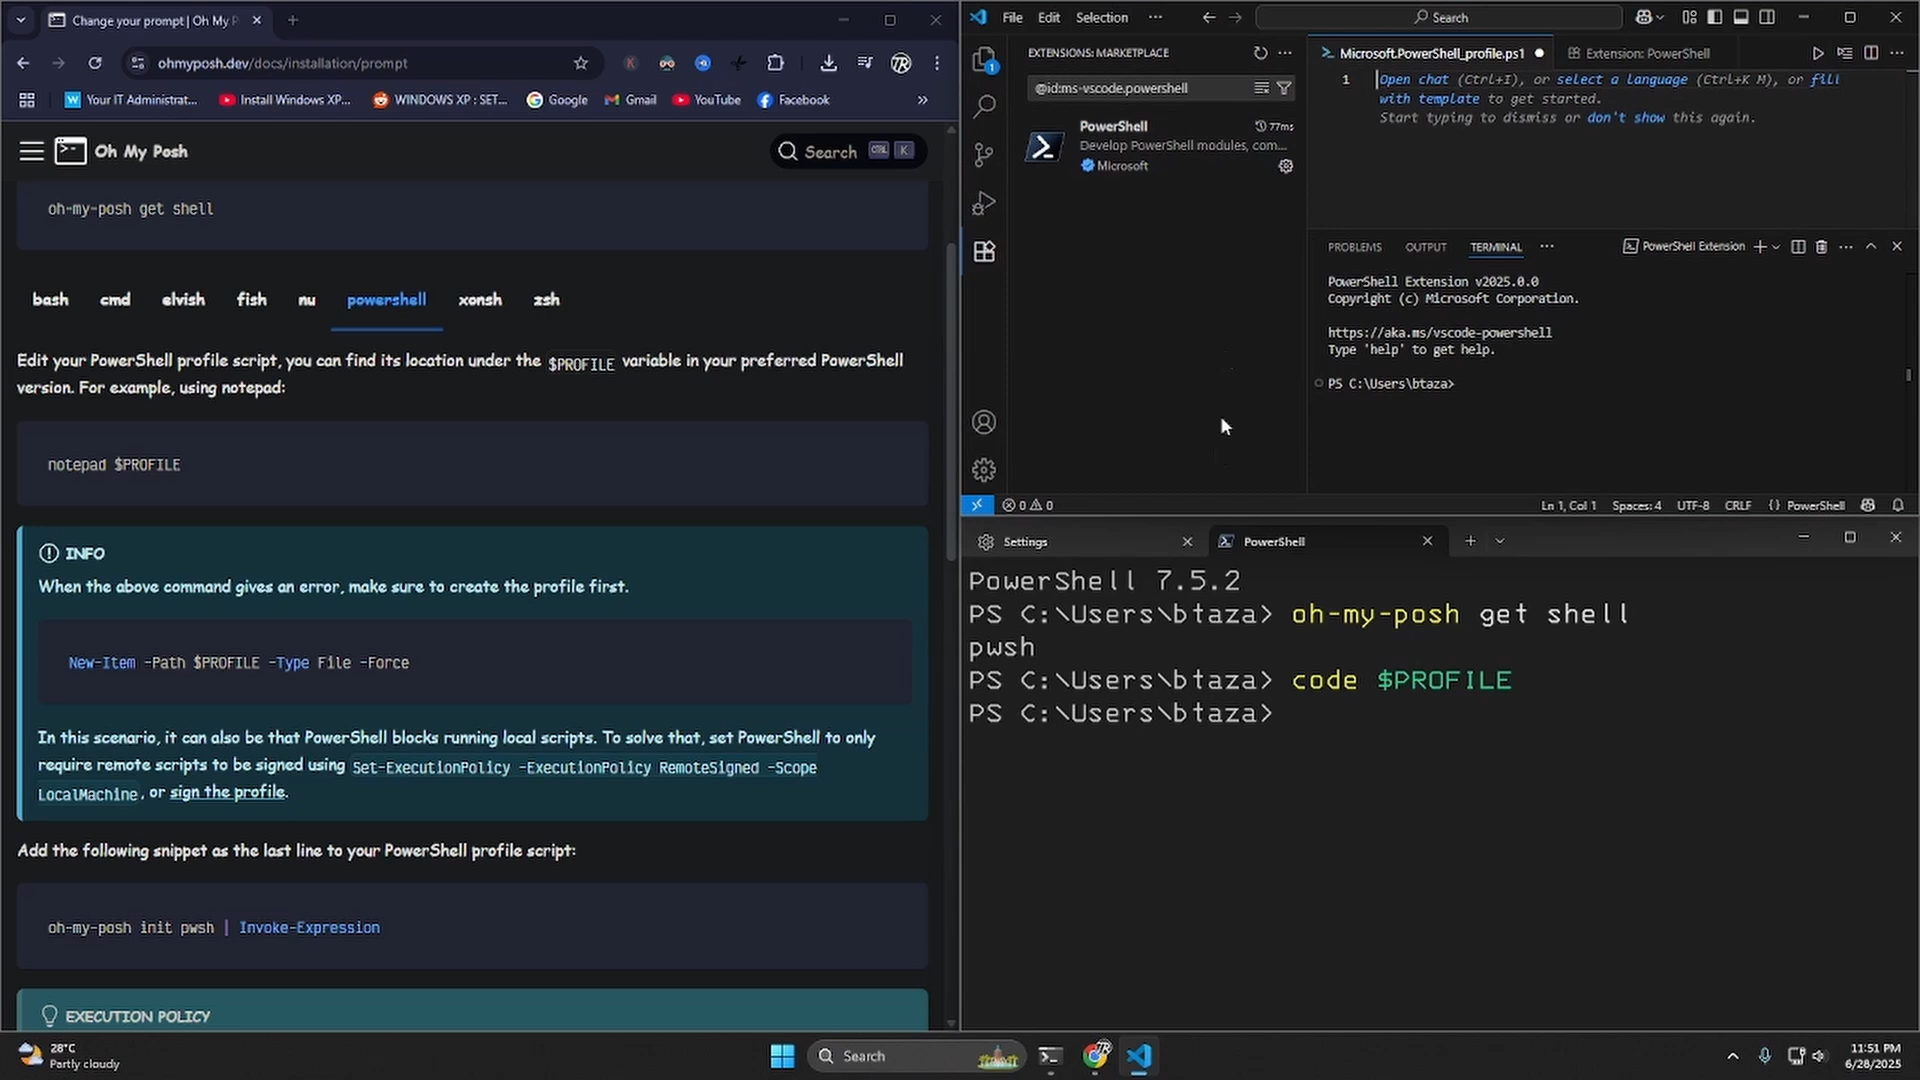 Change your prompt | Oh My P
ohmyposh.dev/docs/installation/prompt
Your IT Administrat...
Install Windows XP...
WINDOWS XP : SET...
Google
Gmail
YouTube
Facebook
»
Oh My Posh
Search CTRL K
oh-my-posh get shell
bash cmd elvish fish nu powershell xonsh zsh
Edit your PowerShell profile script, you can find its location under the $PROFILE variable in your preferred PowerShell
version. For example, using notepad:
notepad $PROFILE
INFO
When the above command gives an error, make sure to create the profile first.
New-Item -Path $PROFILE -Type File -Force
In this scenario, it can also be that PowerShell blocks running local scripts. To solve that, set PowerShell to only
require remote scripts to be signed using Set-ExecutionPolicy -ExecutionPolicy RemoteSigned -Scope
LocalMachine, or sign the profile.
Add the following snippet as the last line to your PowerShell profile script:
oh-my-posh init pwsh | Invoke-Expression
EXECUTION POLICY
File Edit Selection ···
Search
EXTENSIONS: MARKETPLACE
@id:ms-vscode.powershell
PowerShell 77ms
Develop PowerShell modules, com...
Microsoft
1
Microsoft.PowerShell_profile.ps1
Extension: PowerShell
1 Open chat (Ctrl+I), or select a language (Ctrl+K M), or fill
with template to get started.
Start typing to dismiss or don't show this again.
PROBLEMS OUTPUT TERMINAL ···
PowerShell Extension
PowerShell Extension v2025.0.0
Copyright (c) Microsoft Corporation.
https://aka.ms/vscode-powershell
Type 'help' to get help.
PS C:\Users\btaza>
0 0
Ln 1, Col 1 Spaces: 4 UTF-8 CRLF {} PowerShell
Settings
PowerShell
PowerShell 7.5.2
PS C:\Users\btaza> oh-my-posh get shell
pwsh
PS C:\Users\btaza> code $PROFILE
PS C:\Users\btaza>
28°C
Partly cloudy
Search
11:51 PM
6/28/2025